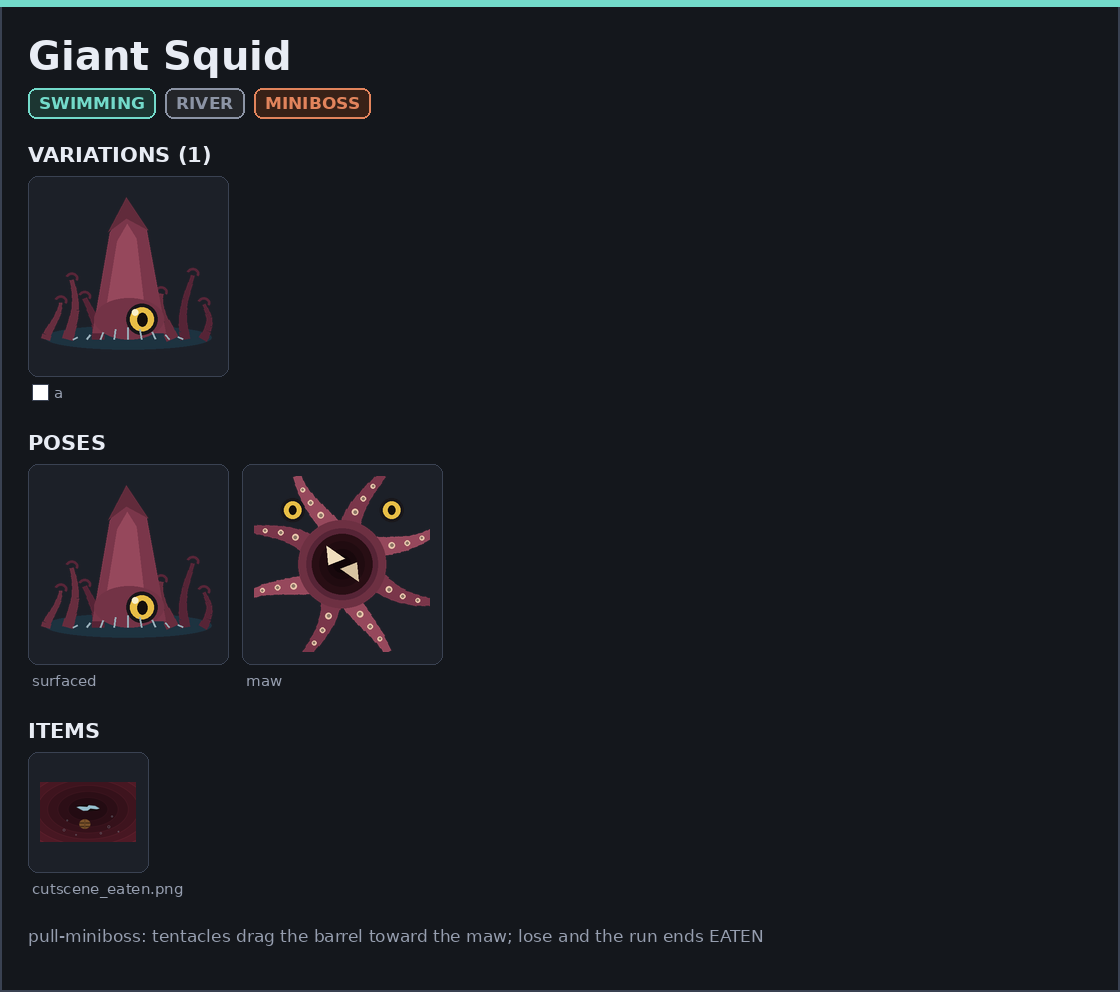 Giant Squid
SWIMMING RIVER MINIBOSS
VARIATIONS (1)
a
POSES
surfaced maw
ITEMS
cutscene_eaten.png
pull-miniboss: tentacles drag the barrel toward the maw; lose and the run ends EATEN